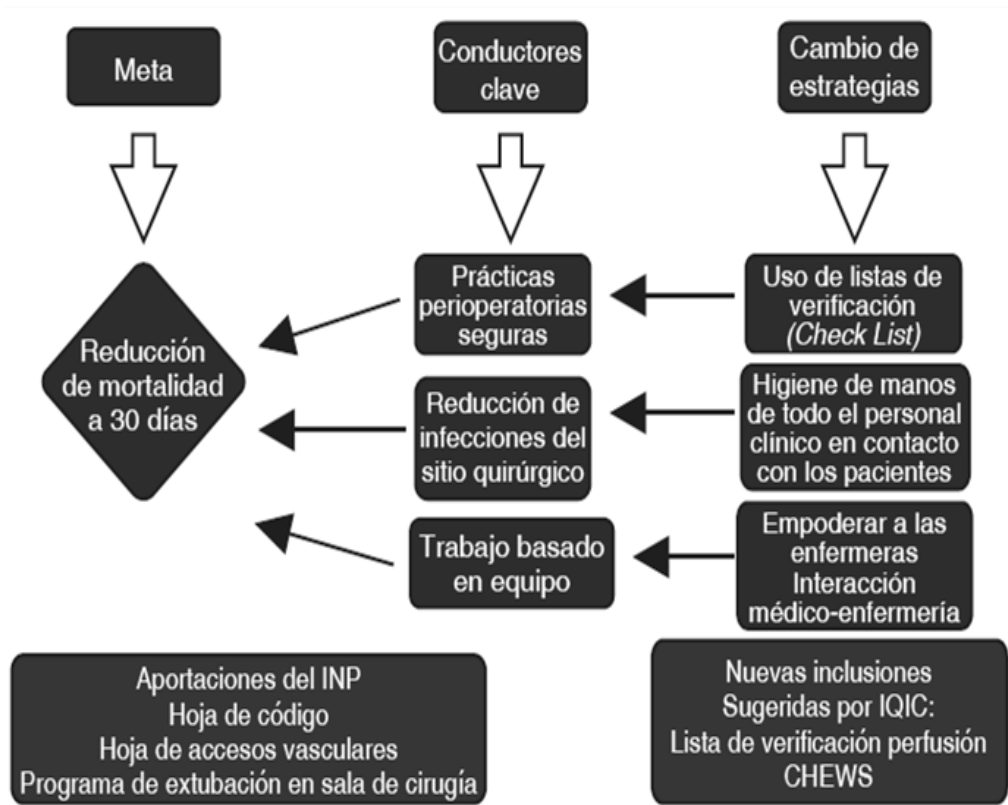 Meta
Conductores
clave
Cambio de
estrategias
Reducción
de mortalidad
a 30 días
Prácticas
perioperatorias
seguras
Uso de listas de
verificación
(Check List)
Reducción de
infecciones del
sitio quirúrgico
Higiene de manos
de todo el personal
clínico en contacto
con los pacientes
Trabajo basado
en equipo
Empoderar a las
enfermeras
Interacción
médico-enfermería
Aportaciones del INP
Hoja de código
Hoja de accesos vasculares
Programa de extubación en sala de cirugía
Nuevas inclusiones
Sugeridas por IQIC:
Lista de verificación perfusión
CHEWS